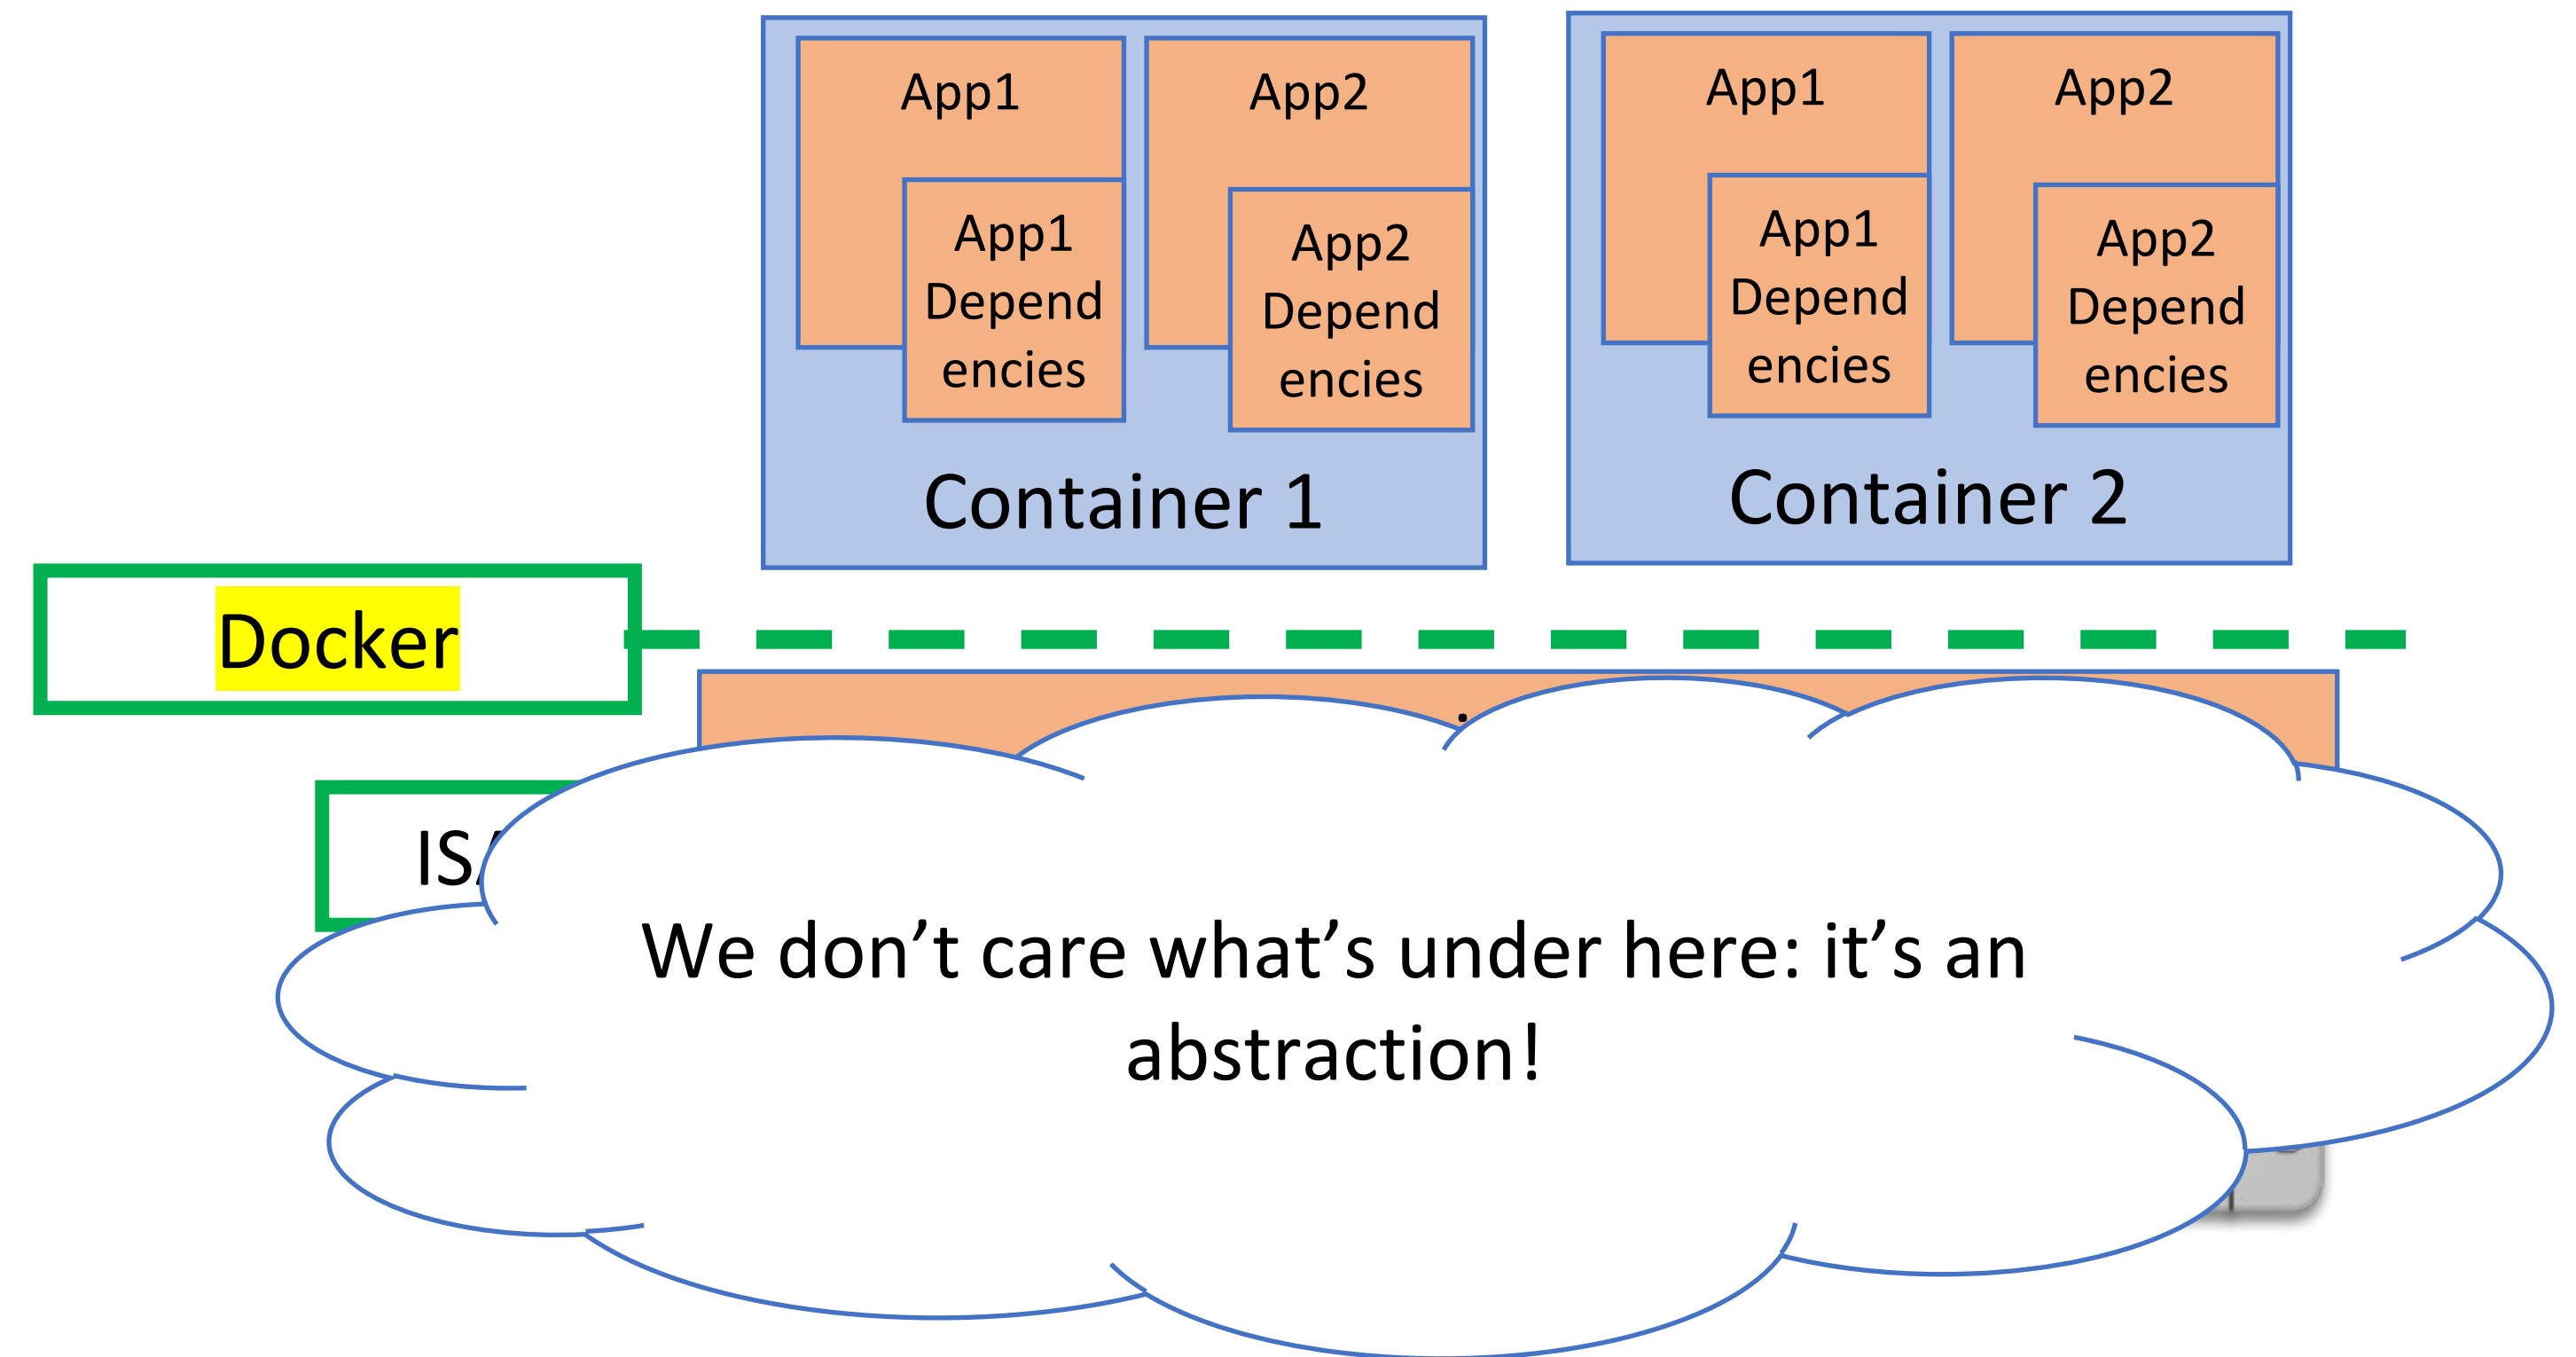 App1
App2
App1
Depend
encies
App2
Depend
encies
Container 1
App1
App2
App1
Depend
encies
App2
Depend
encies
Container 2
Docker
We don’t care what’s under here: it’s an
abstraction!